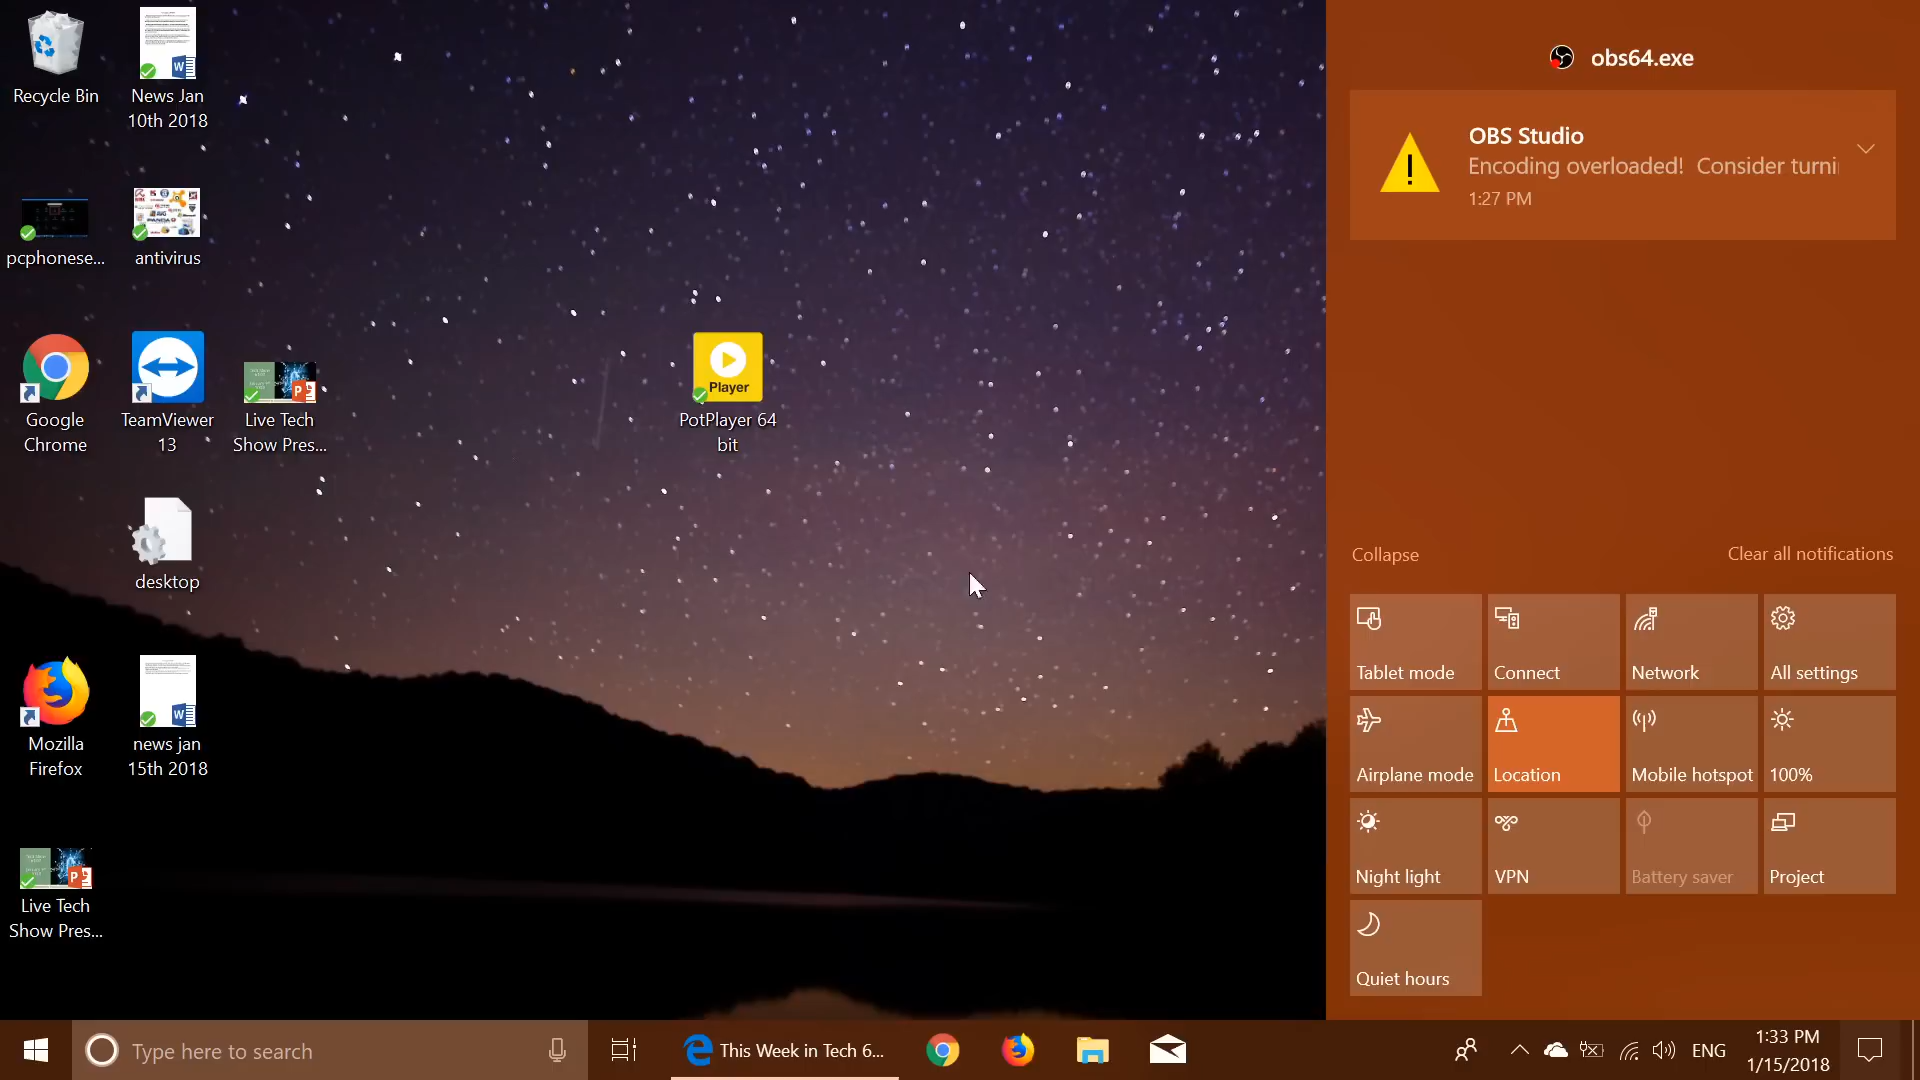 Recycle Bin
News Jan
10th 2018
pcphonese...
antivirus
Google
Chrome
TeamViewer
13
Live Tech
Show Pres...
Player
PotPlayer 64
bit
desktop
Mozilla
Firefox
news jan
15th 2018
Live Tech
Show Pres...
obs64.exe
OBS Studio
Encoding overloaded! Consider turni
1:27 PM
Collapse
Clear all notifications
Tablet mode
Connect
Network
All settings
Airplane mode
Location
Mobile hotspot
100%
Night light
VPN
Battery saver
Project
Quiet hours
Type here to search
This Week in Tech 6...
ENG
1:33 PM
1/15/2018